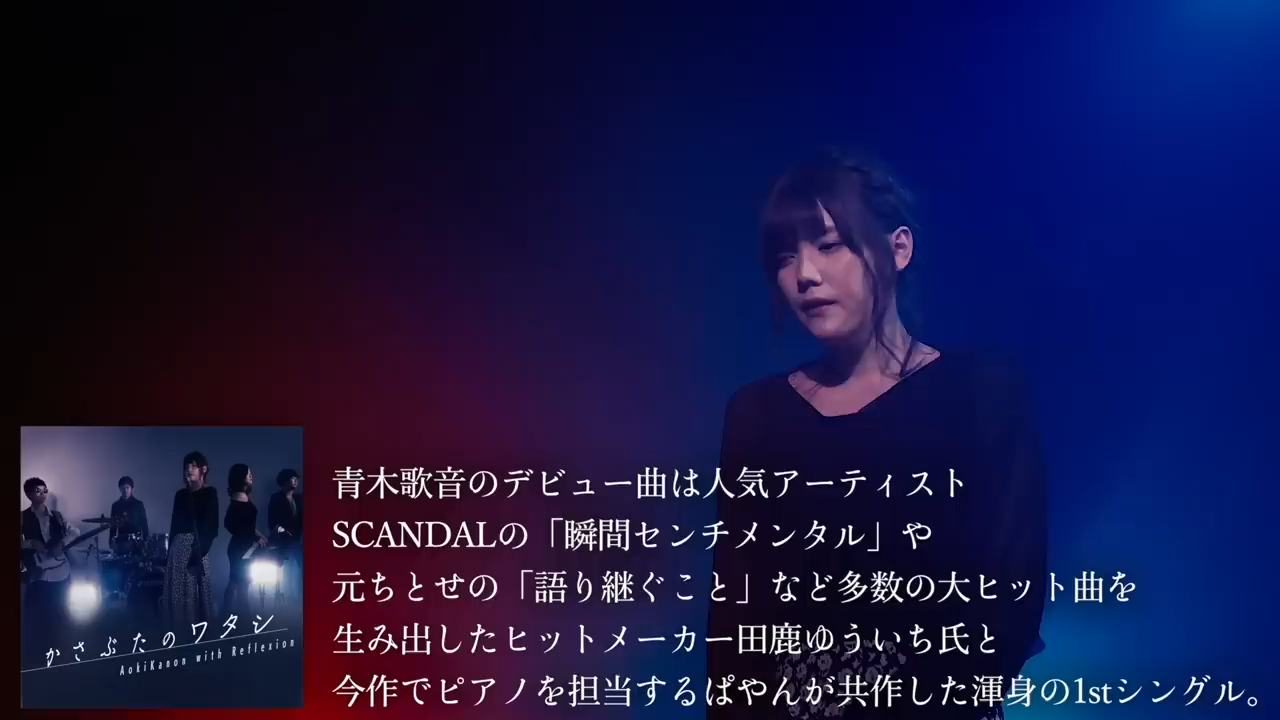 青木歌音のデビュー曲は人気アーティスト
SCANDALの「瞬間センチメンタル」や
元ちとせの「語り継ぐこと」など多数の大ヒット曲を
生み出したヒットメーカー田鹿ゆういち氏と
今作でピアノを担当するぱやんが共作した渾身の1stシングル。
かさぶたのワタシ
AokiKanon with Reflexion